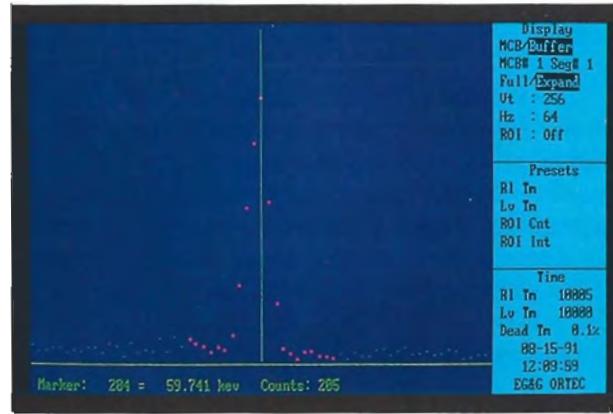 Display
MCB/Buffer
MCB# 1 Seg# 1
Full/Expand
Vt : 256
Hz : 64
ROI : Off
Presets
Rl Tm
Lv Tm
ROI Cnt
ROI Int
Time
Rl Tm 10005
Lv Tm 10000
Dead Tm 0.1%
08-15-91
12:09:59
EG&G ORTEC
Marker: 204 = 59.741 kev Counts: 205